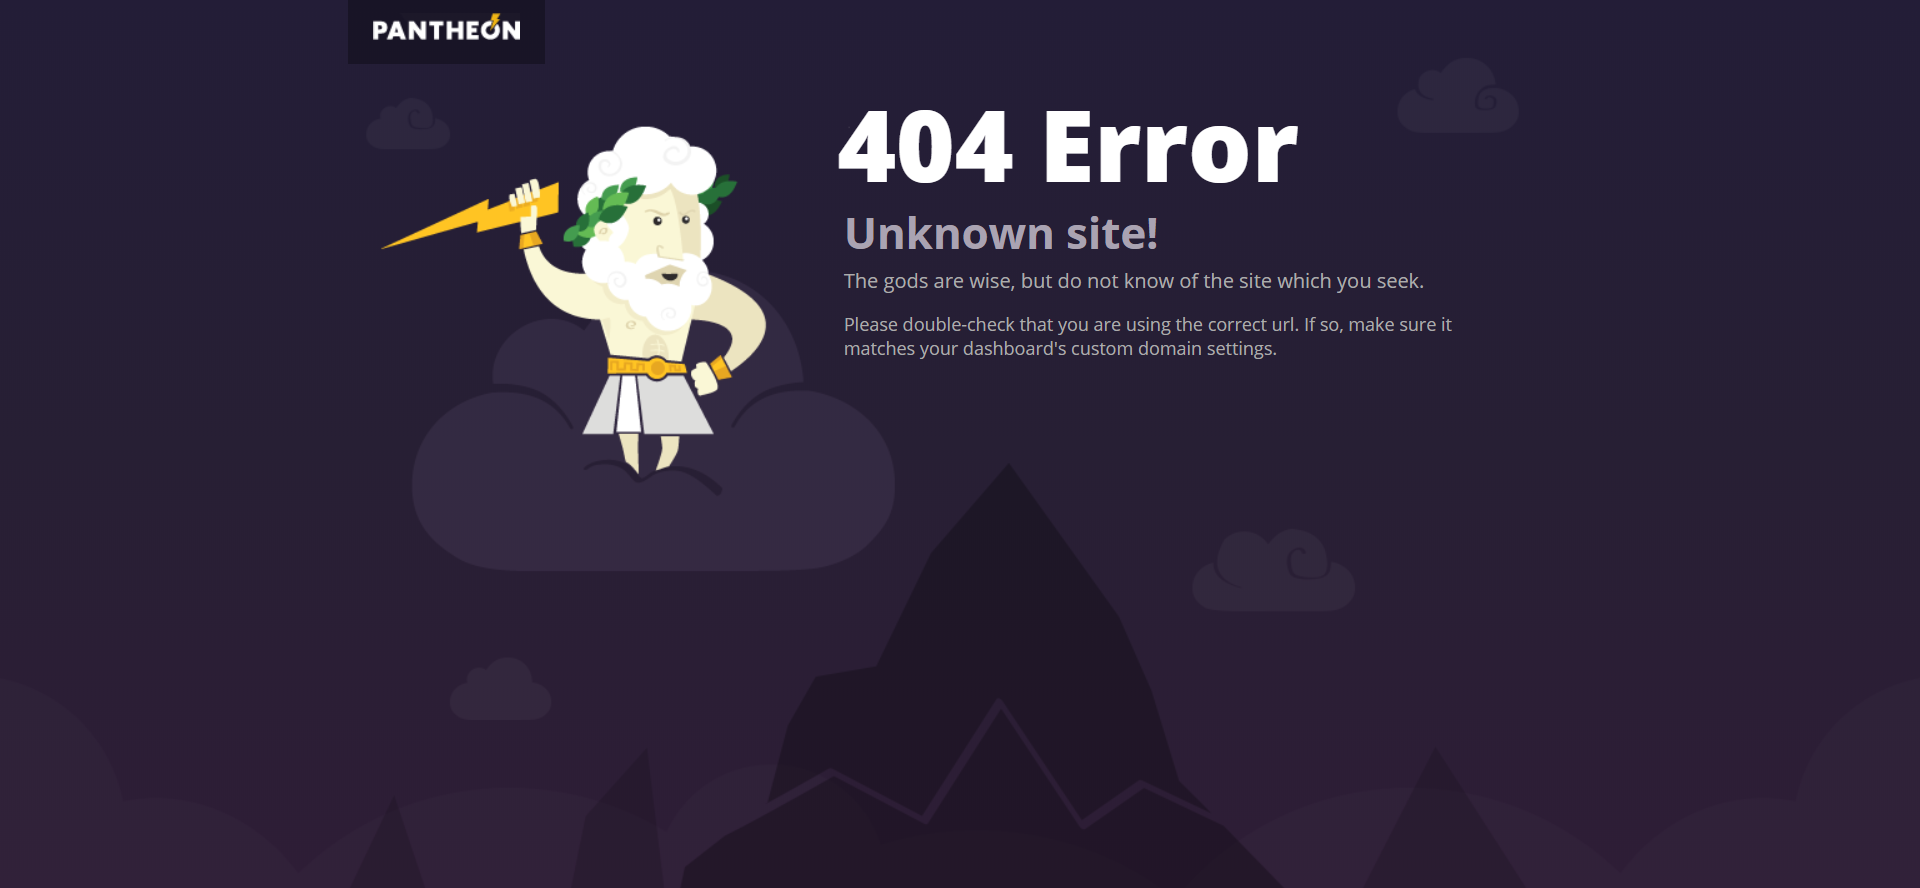 PANTHEON
404 Error
Unknown site!
The gods are wise, but do not know of the site which you seek.
Please double-check that you are using the correct url. If so, make sure it
matches your dashboard's custom domain settings.